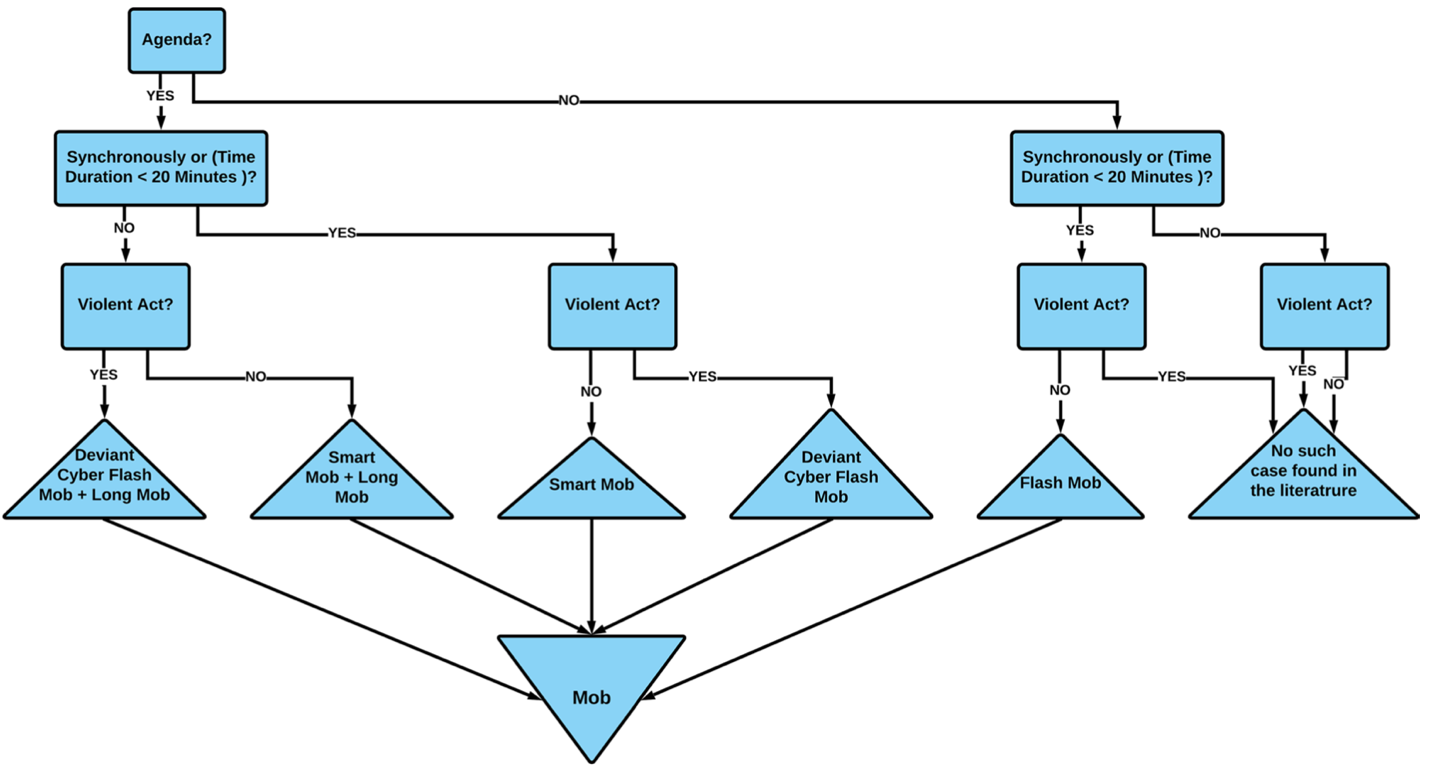 Agenda?
YES
NO
Synchronously or (Time
Duration < 20 Minutes )?
Synchronously or (Time
Duration < 20 Minutes )?
NO
YES
YES
NO
Violent Act?
Violent Act?
Violent Act?
Violent Act?
YES
NO
NO
YES
NO
YES
YES
NO
Deviant
Cyber Flash
Mob + Long Mob
Smart
Mob + Long
Mob
Smart Mob
Deviant
Cyber Flash
Mob
Flash Mob
No such
case found in
the literatrure
Mob